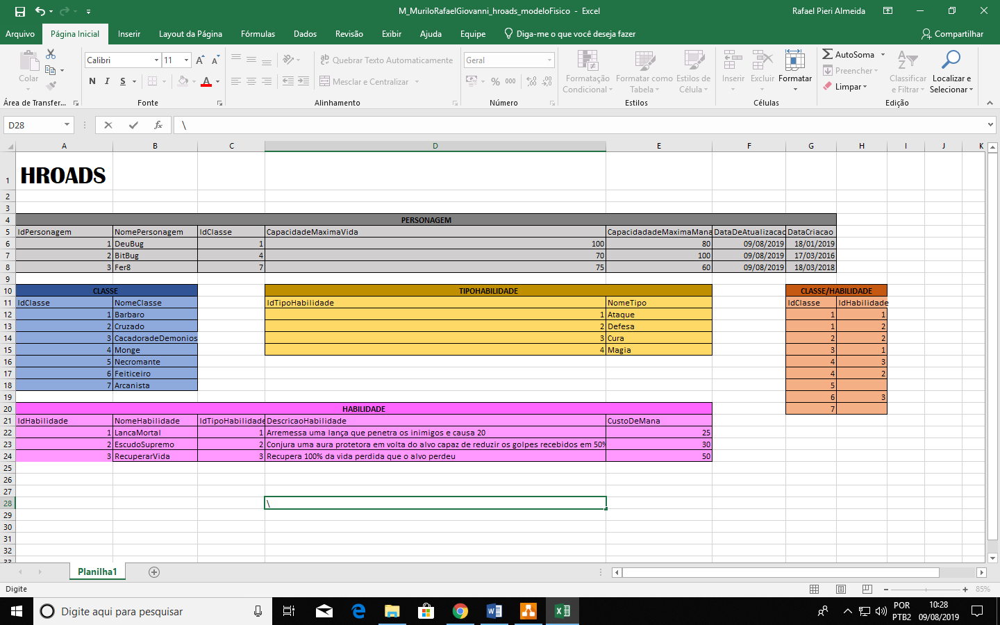 M_MuriloRafaelGiovanni_hroads_modeloFisico - Excel
Rafael Pieri Almeida
Arquivo Página Inicial Inserir Layout da Página Fórmulas Dados Revisão Exibir Ajuda Equipe Diga-me o que você deseja fazer Compartilhar
Calibri 11 A A ab Quebrar Texto Automaticamente Geral AutoSoma
Colar Formatação Condicional Formatar como Tabela Estilos de Célula Inserir Excluir Formatar Preencher Classificar e Filtrar Localizar e Selecionar
N I S A Mesclar e Centralizar % 000 Limpar
Área de Transfer... Fonte Alinhamento Número Estilos Células Edição
D28 fx \
A B C D E F G H I J K
1 HROADS
2
3
4 PERSONAGEM
5 IdPersonagem NomePersonagem IdClasse CapacidadeMaximaVida CapacidadadeMaximaMana DataDeAtualizacao DataCriacao
6 1 DeuBug 1 100 80 09/08/2019 18/01/2019
7 2 BitBug 4 70 100 09/08/2019 17/03/2016
8 3 Fer8 7 75 60 09/08/2019 18/03/2018
9
10 CLASSE TIPOHABILIDADE CLASSE/HABILIDADE
11 IdClasse NomeClasse IdTipoHabilidade NomeTipo IdClasse IdHabilidade
12 1 Barbaro 1 Ataque 1 1
13 2 Cruzado 2 Defesa 1 2
14 3 CacadoradeDemonios 3 Cura 2 2
15 4 Monge 4 Magia 3 1
16 5 Necromante 4 3
17 6 Feiticeiro 4 2
18 7 Arcanista 5
19 6 3
20 HABILIDADE 7
21 IdHabilidade NomeHabilidade IdTipoHabilidade DescricaoHabilidade CustoDeMana
22 1 LancaMortal 1 Arremessa uma lança que penetra os inimigos e causa 20 25
23 2 EscudoSupremo 2 Conjura uma aura protetora em volta do alvo capaz de reduzir os golpes recebidos em 50% 30
24 3 RecuperarVida 3 Recupera 100% da vida perdida que o alvo perdeu 50
25
26
27
28 \
29
30
31
32
33
Planilha1
Digite 85%
Digite aqui para pesquisar
POR
PTB2
10:28
09/08/2019